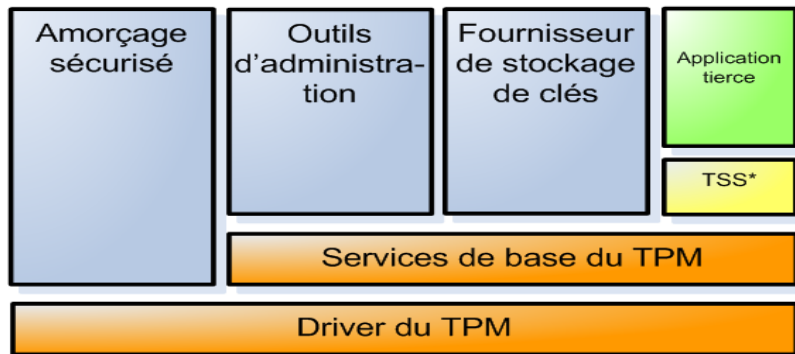 Amorçage
sécurisé
Outils
d'administra-
tion
Fournisseur
de stockage
de clés
Application
tierce
TSS*
Services de base du TPM
Driver du TPM